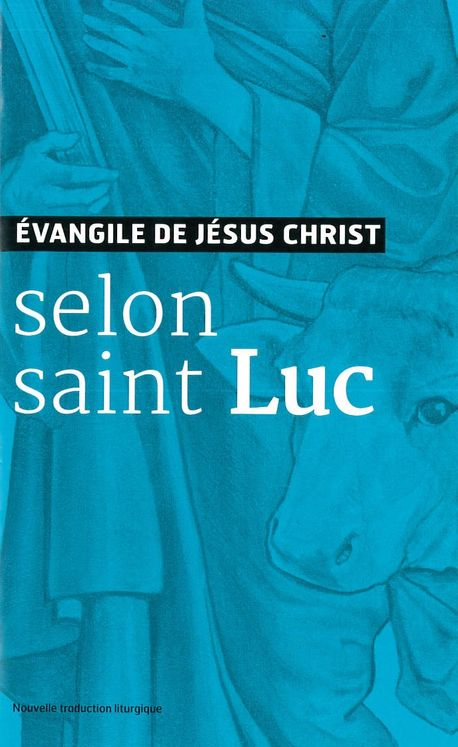 ÉVANGILE DE JÉSUS CHRIST
selon
saint Luc
Nouvelle traduction liturgique